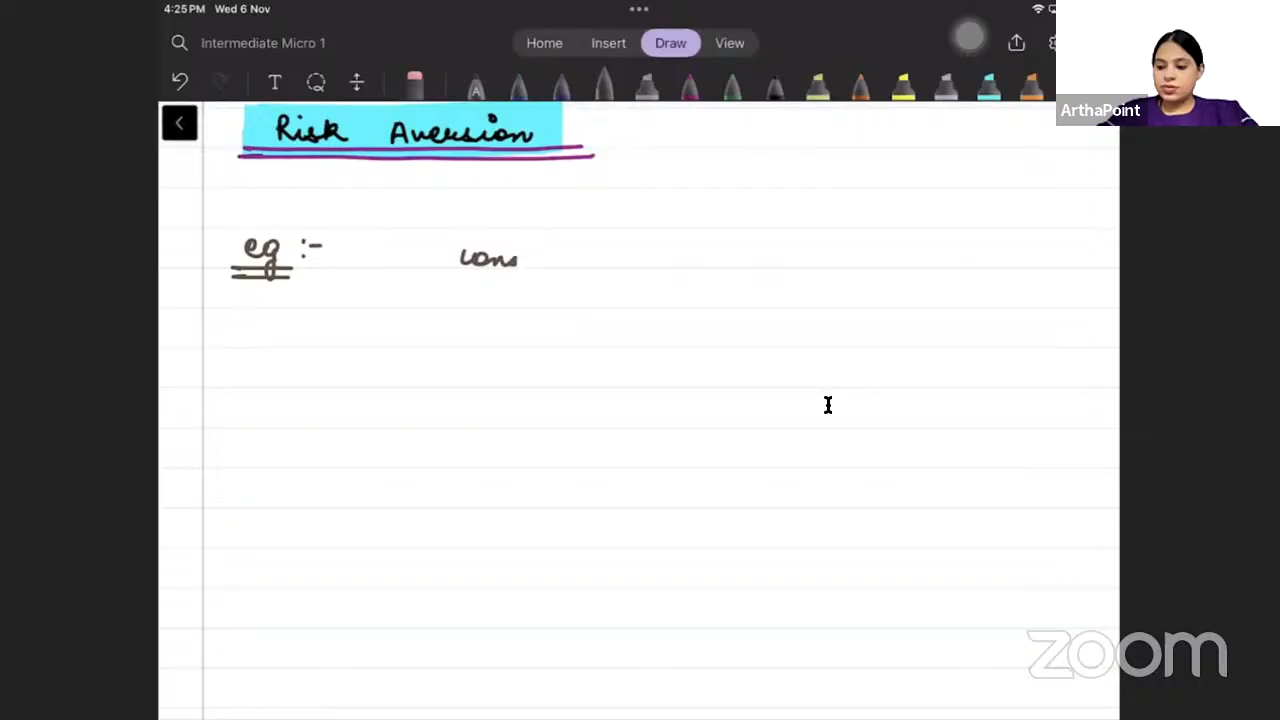 4:25 PM Wed 6 Nov
Intermediate Micro 1
Home Insert Draw View
T
A
ArthaPoint
Risk Aversion
eg :- cons
zoom